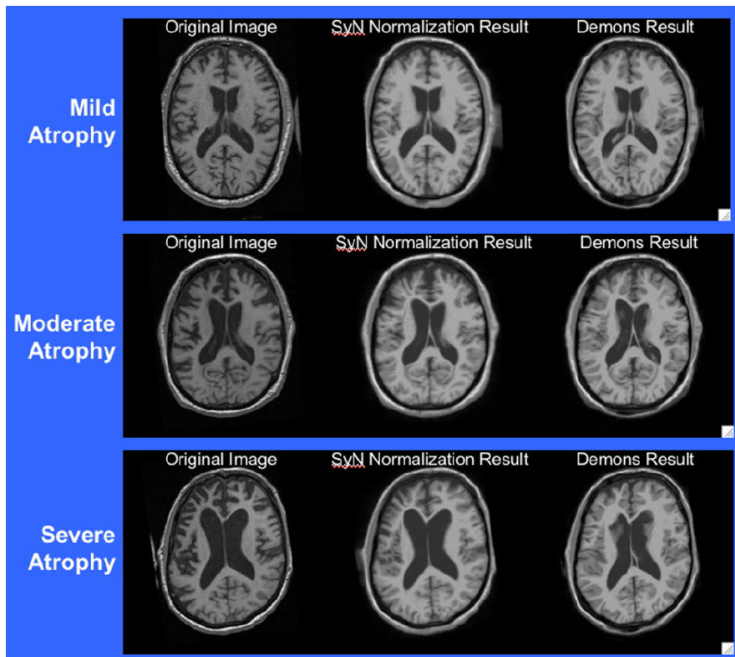 Original Image SyN Normalization Result Demons Result
Mild
Atrophy
Original Image SyN Normalization Result Demons Result
Moderate
Atrophy
Original Image SyN Normalization Result Demons Result
Severe
Atrophy